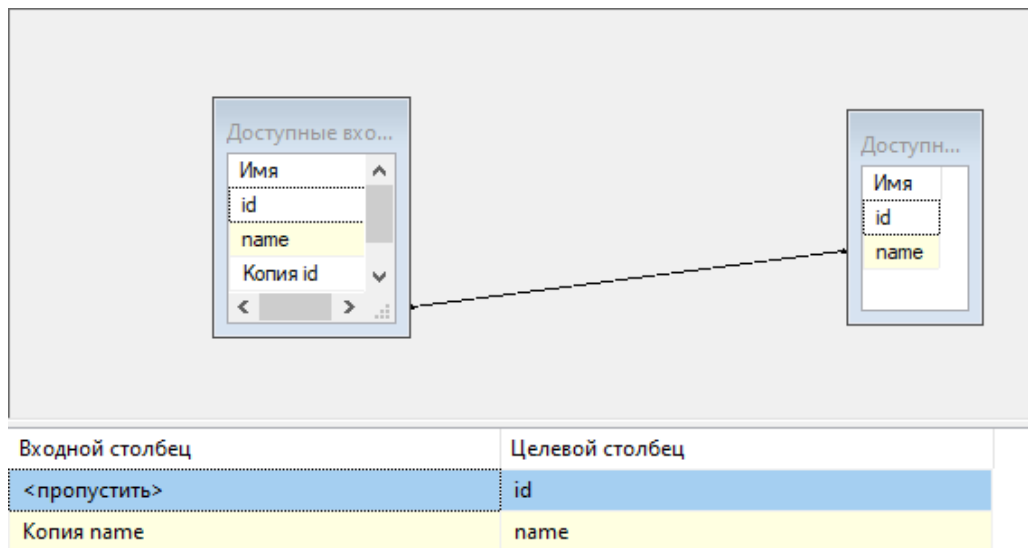 Доступные вхо...
Имя
id
name
Копия id
Доступн...
Имя
id
name
Входной столбец Целевой столбец
<пропустить> id
Копия name name